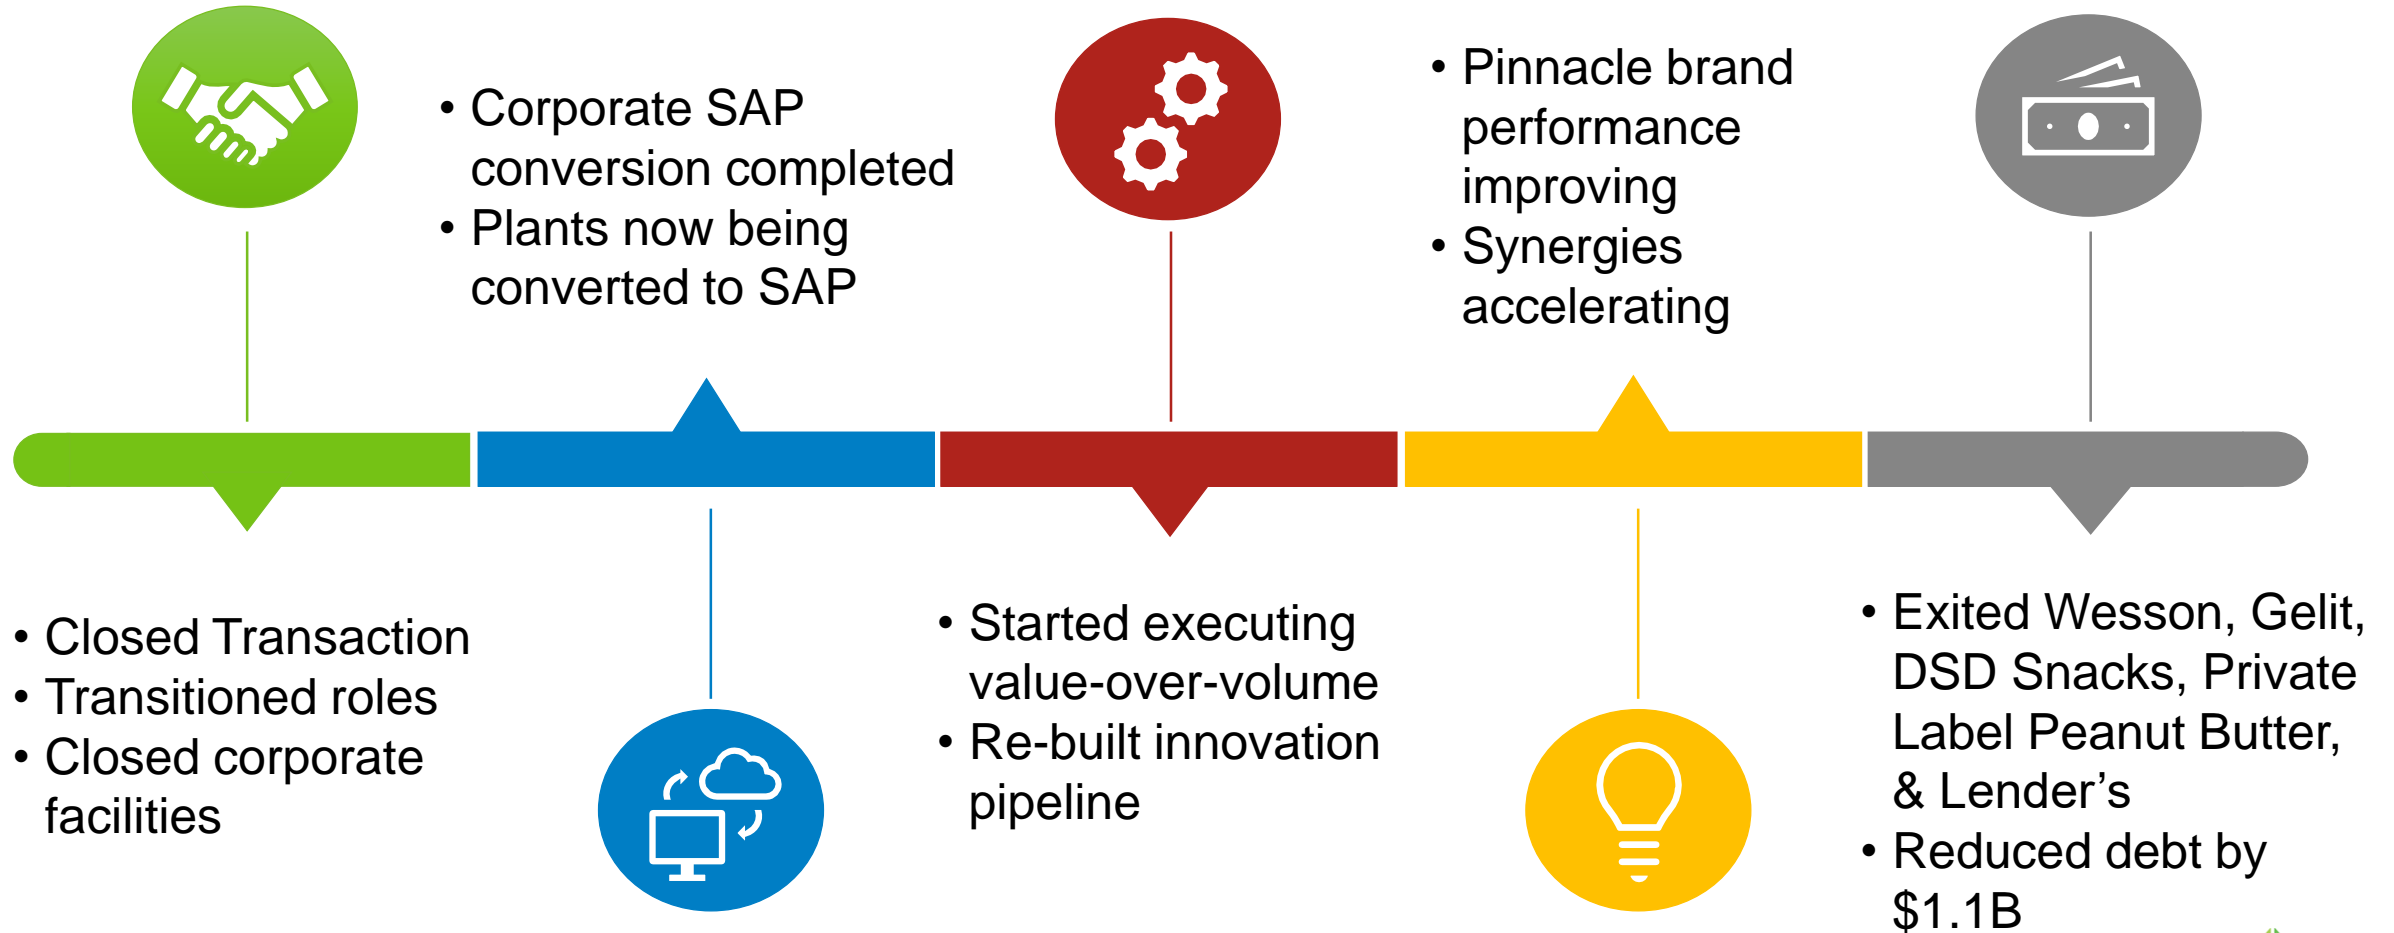 • Closed Transaction
• Transitioned roles
• Closed corporate
facilities
• Corporate SAP
conversion completed
• Plants now being
converted to SAP
• Started executing
value-over-volume
• Re-built innovation
pipeline
• Pinnacle brand
performance
improving
• Synergies
accelerating
• Exited Wesson, Gelit,
DSD Snacks, Private
Label Peanut Butter,
& Lender’s
• Reduced debt by
$1.1B